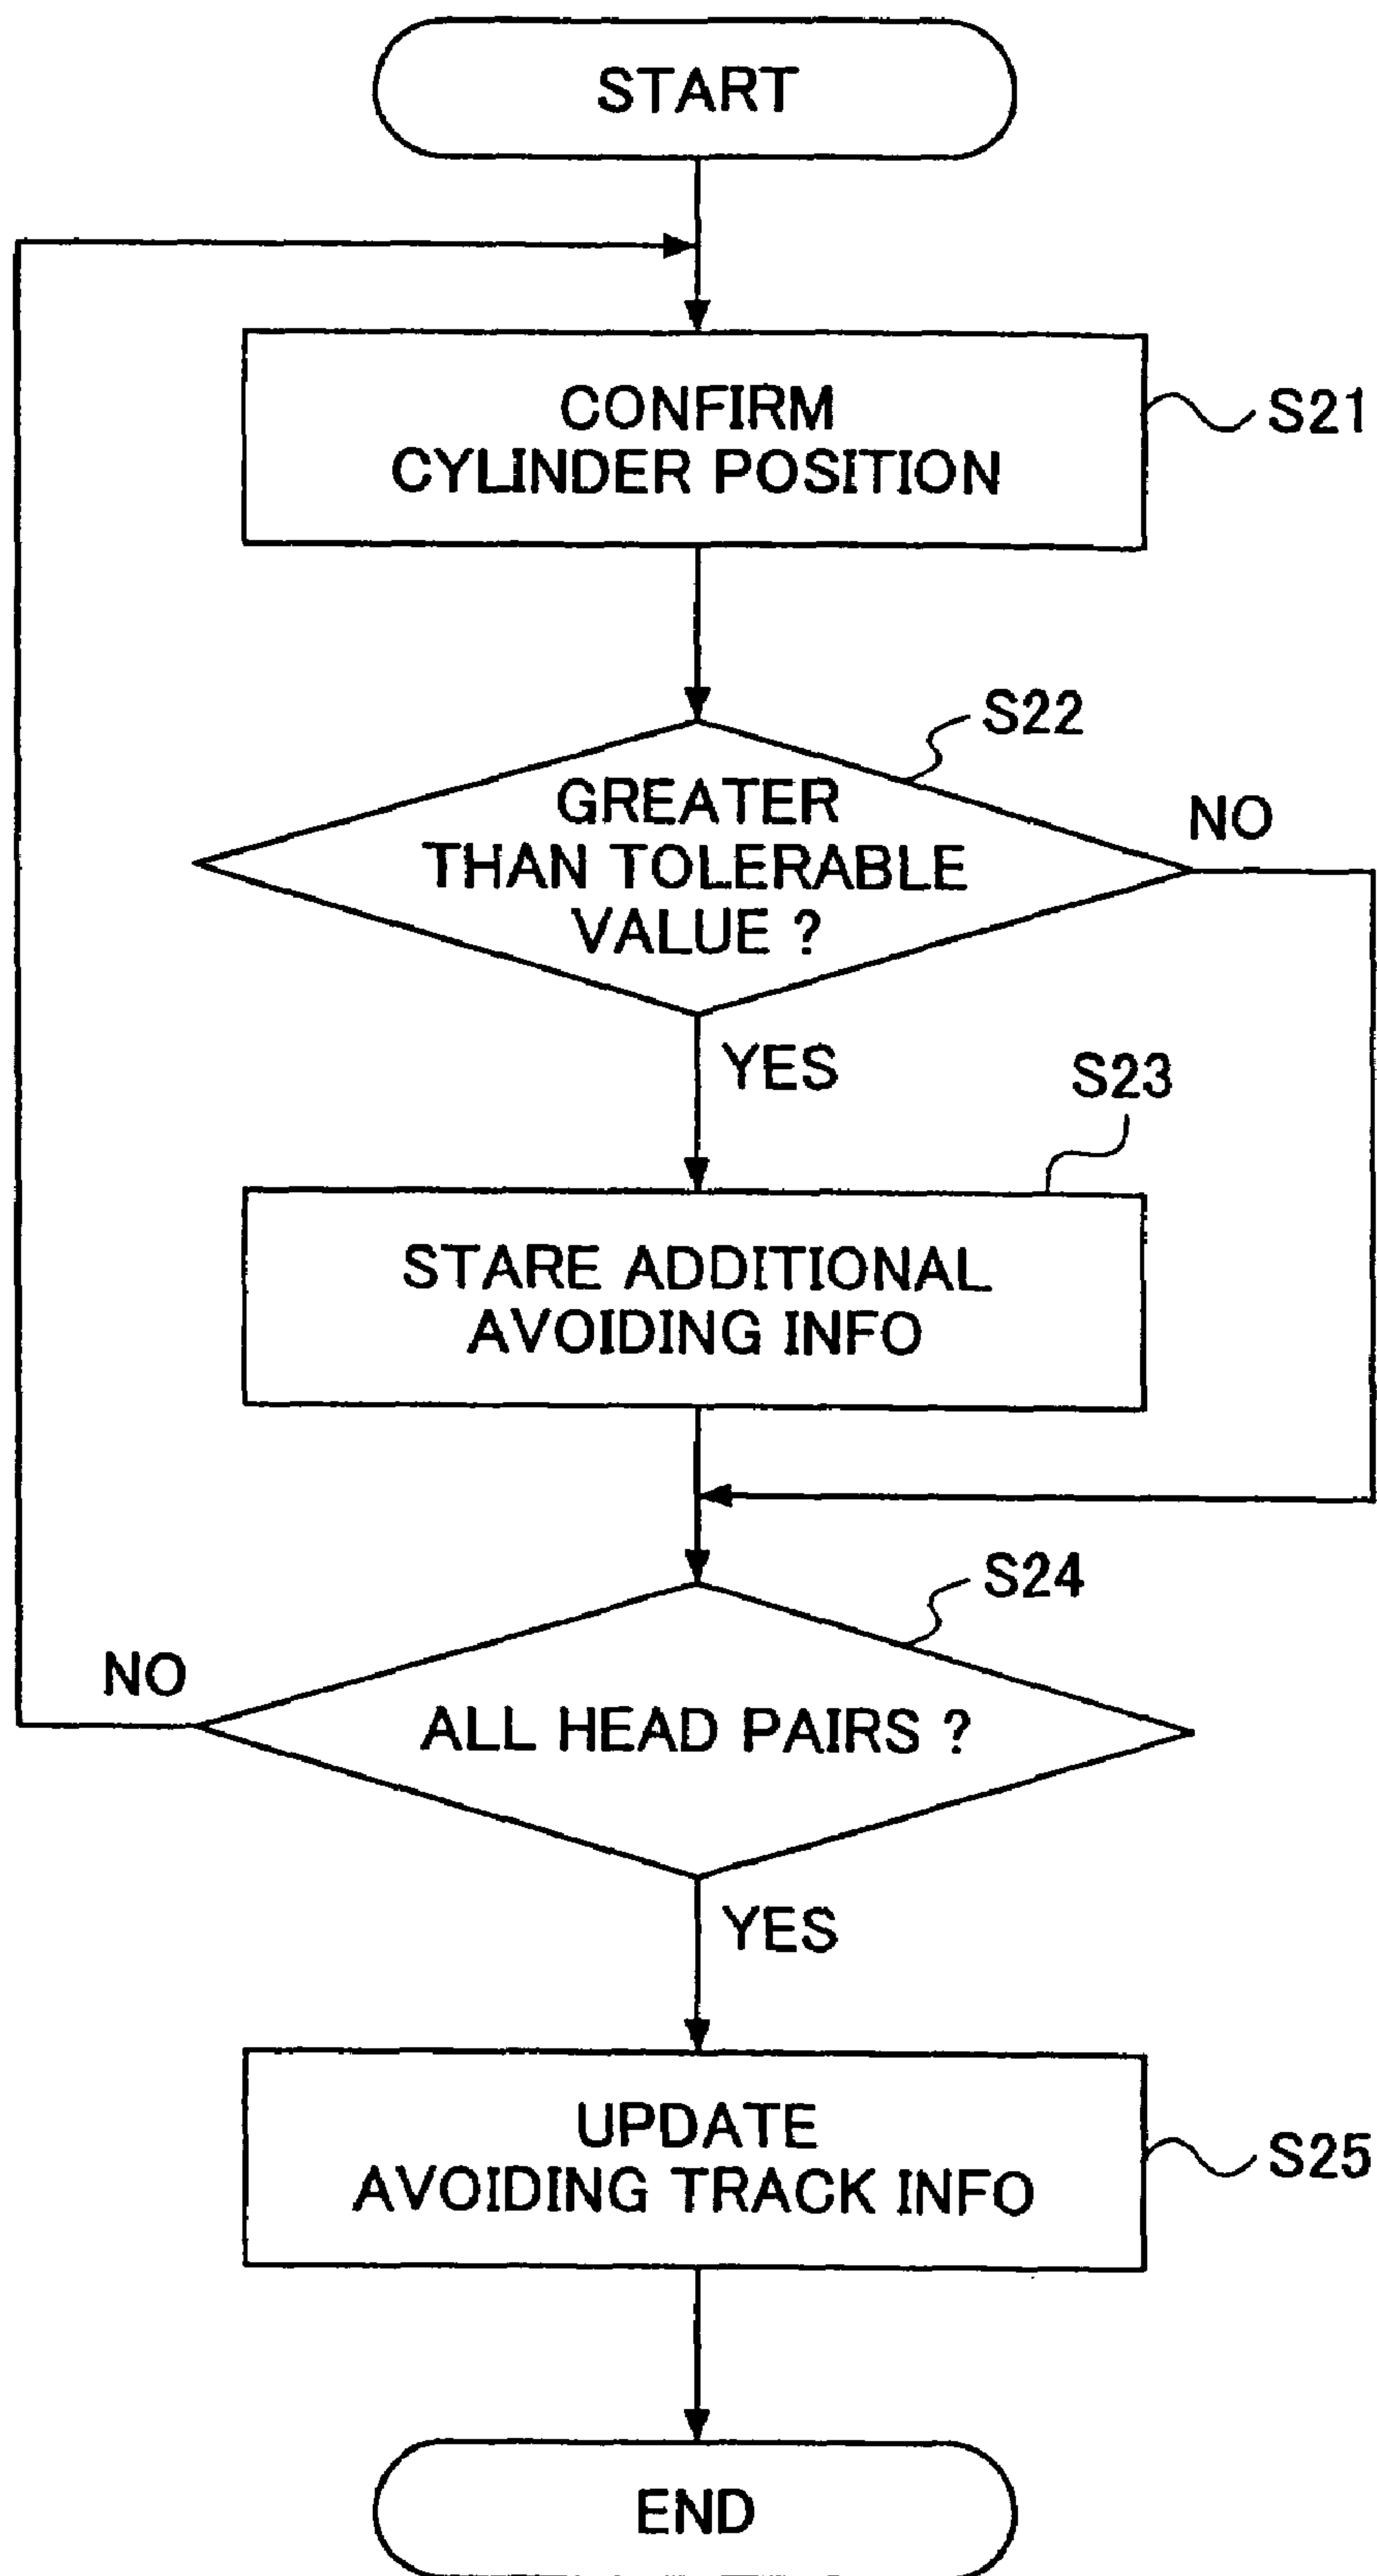 START
CONFIRM
CYLINDER POSITION
S21
S22
GREATER
THAN TOLERABLE
VALUE ?
NO
YES
S23
STARE ADDITIONAL
AVOIDING INFO
S24
NO
ALL HEAD PAIRS ?
YES
UPDATE
AVOIDING TRACK INFO
S25
END